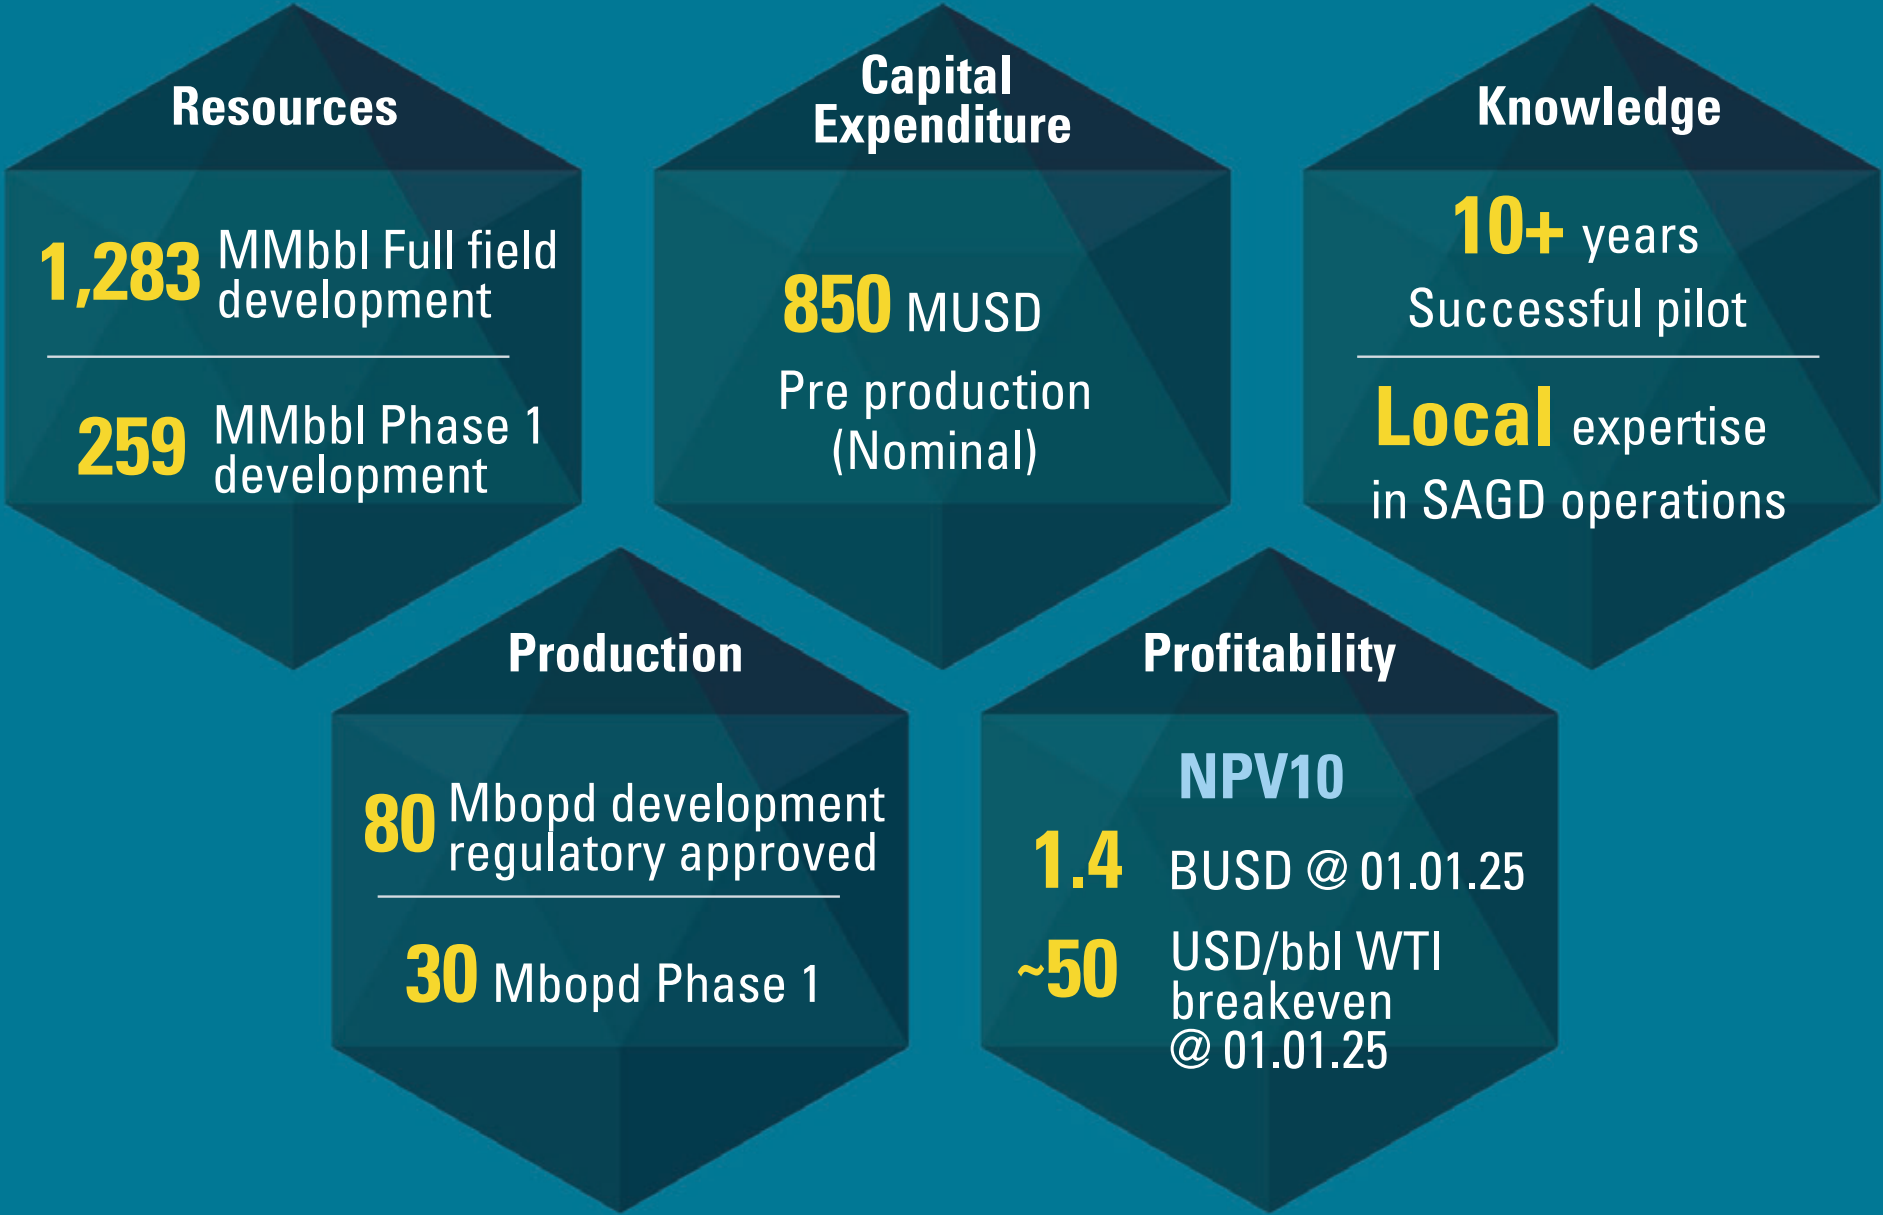 Resources
1,283 MMbbl Full field
development
259 MMbbl Phase 1
development
Capital
Expenditure
850 MUSD
Pre production
(Nominal)
Knowledge
10+ years
Successful pilot
Local expertise
in SAGD operations
Production
80 Mbopd development
regulatory approved
30 Mbopd Phase 1
Profitability
NPV10
1.4 BUSD @ 01.01.25
~50 USD/bbl WTI
breakeven
@ 01.01.25